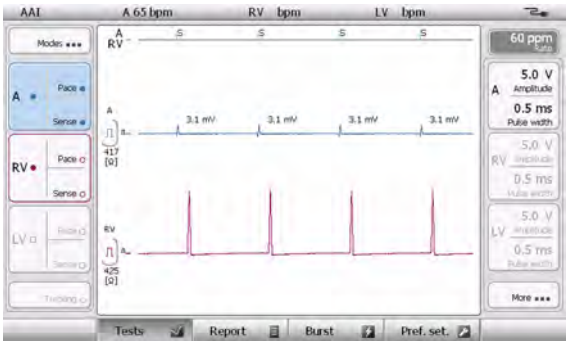 AAI A 65 bpm RV bpm LV bpm
Modes
A
RV
S S S S
60 ppm
Rate
A
Pace
Sense
RV
Pace
Sense
LV
Pace
Sense
Tracking
A
3.1 mV 3.1 mV 3.1 mV 3.1 mV
417
[Ω]
RV
425
[Ω]
5.0 V
A Amplitude
0.5 ms
Pulse width
5.0 V
RV Amplitude
0.5 ms
Pulse width
5.0 V
LV Amplitude
0.5 ms
Pulse width
More
Tests Report Burst Pref. set.